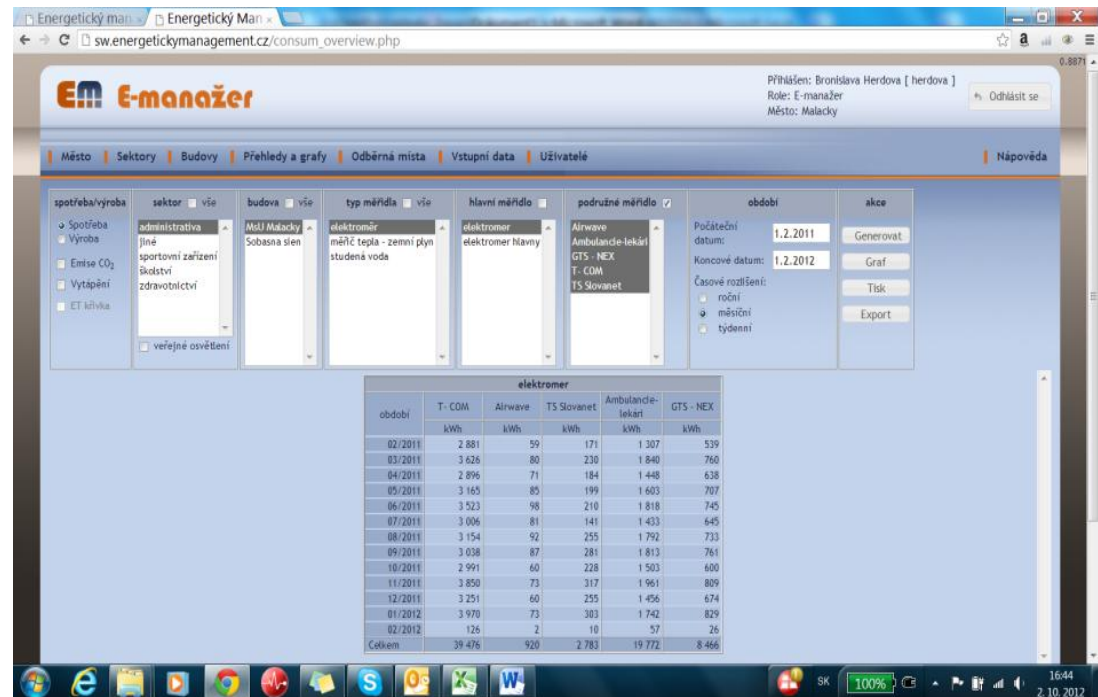 Energetický man
Energetický Man
sw.energetickymanagement.cz/consum_overview.php
0.8871
EM E-manažer
Přihlášen: Bronislava Herdova [ herdova ]
Role: E-manažer
Město: Malacky
Odhlásit se
Město Sektory Budovy Přehledy a grafy Odběrná místa Vstupní data Uživatelé Nápověda
spotřeba/výroba
Spotřeba
Výroba
Emise CO2
Vytápění
ET křivka
sektor vše
administrativa
jiné
sportovní zařízení
školství
zdravotnictví
veřejné osvětlení
budova vše
MsU Malacky
Sobasna sien
typ měřidla vše
elektroměr
měřič tepla - zemní plyn
studená voda
hlavní měřidlo
elektromer
elektromer hlavny
podružné měřidlo
Airwave
Ambulancie-lekári
GTS - NEX
T- COM
TS Slovanet
období
Počáteční datum: 1.2.2011
Koncové datum: 1.2.2012
Časové rozlišení:
roční
měsíční
týdenní
akce
Generovat
Graf
Tisk
Export
elektromer
období T- COM Airwave TS Slovanet Ambulancie-lekári GTS - NEX
kWh kWh kWh kWh kWh
02/2011 2 881 59 171 1 307 539
03/2011 3 626 80 230 1 840 760
04/2011 2 896 71 184 1 448 638
05/2011 3 165 85 199 1 603 707
06/2011 3 523 98 210 1 818 745
07/2011 3 006 81 141 1 433 645
08/2011 3 154 92 255 1 792 733
09/2011 3 038 87 281 1 813 761
10/2011 2 991 60 228 1 503 600
11/2011 3 850 73 317 1 961 809
12/2011 3 251 60 255 1 456 674
01/2012 3 970 73 303 1 742 829
02/2012 126 2 10 57 26
Celkem 39 476 920 2 783 19 772 8 466
SK 100% 16:44
2. 10. 2012